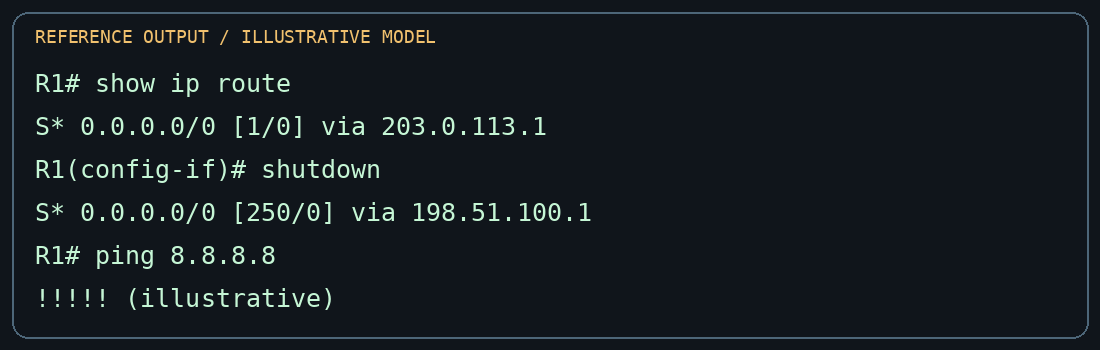 REFERENCE OUTPUT / ILLUSTRATIVE MODEL
R1# show ip route
S* 0.0.0.0/0 [1/0] via 203.0.113.1
R1(config-if)# shutdown
S* 0.0.0.0/0 [250/0] via 198.51.100.1
R1# ping 8.8.8.8
!!!!! (illustrative)